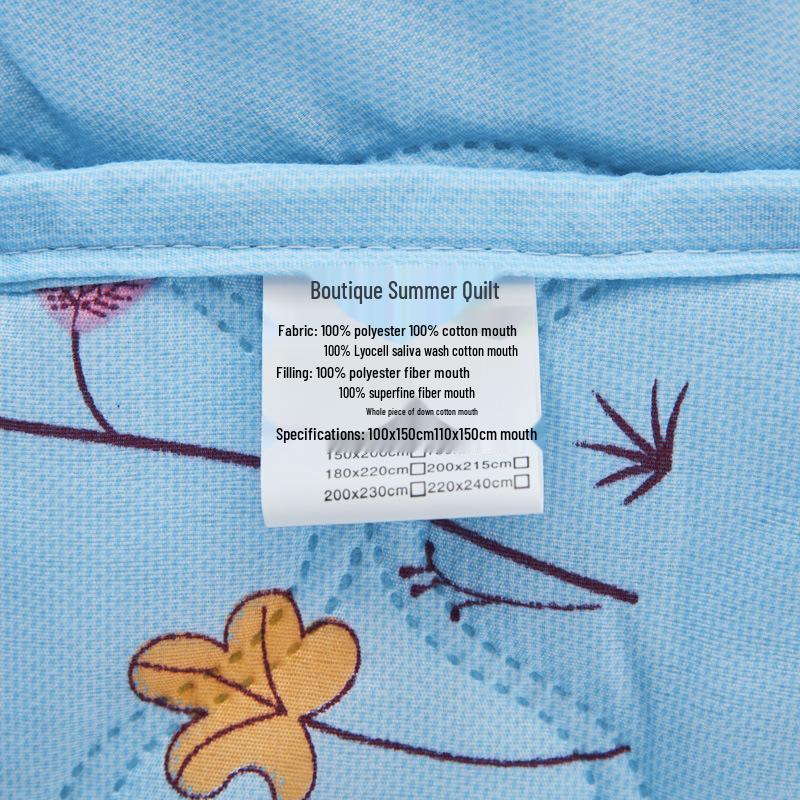 Boutique Summer Quilt
Fabric: 100% polyester 100% cotton mouth
100% Lyocell saliva wash cotton mouth
Filling: 100% polyester fiber mouth
100% superfine fiber mouth
Whole piece of down cotton mouth
Specifications: 100x150cm110x150cm mouth
150x200cm□
180x220cm□200x215cm□
200x230cm□220x240cm□